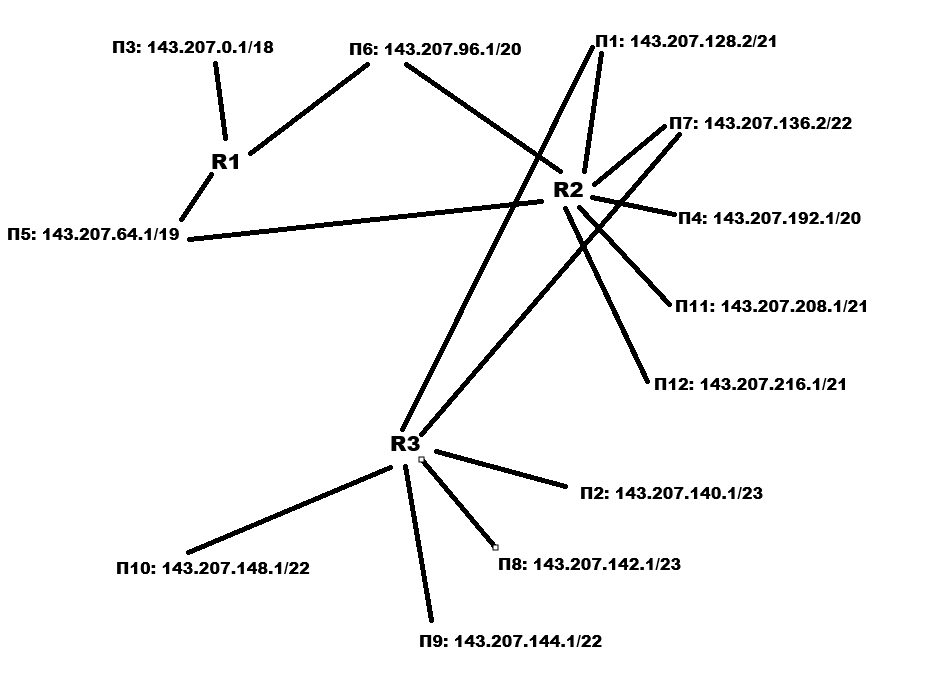 П3: 143.207.0.1/18
П6: 143.207.96.1/20
П1: 143.207.128.2/21
П7: 143.207.136.2/22
R1
R2
П4: 143.207.192.1/20
П5: 143.207.64.1/19
П11: 143.207.208.1/21
П12: 143.207.216.1/21
R3
П2: 143.207.140.1/23
П8: 143.207.142.1/23
П10: 143.207.148.1/22
П9: 143.207.144.1/22